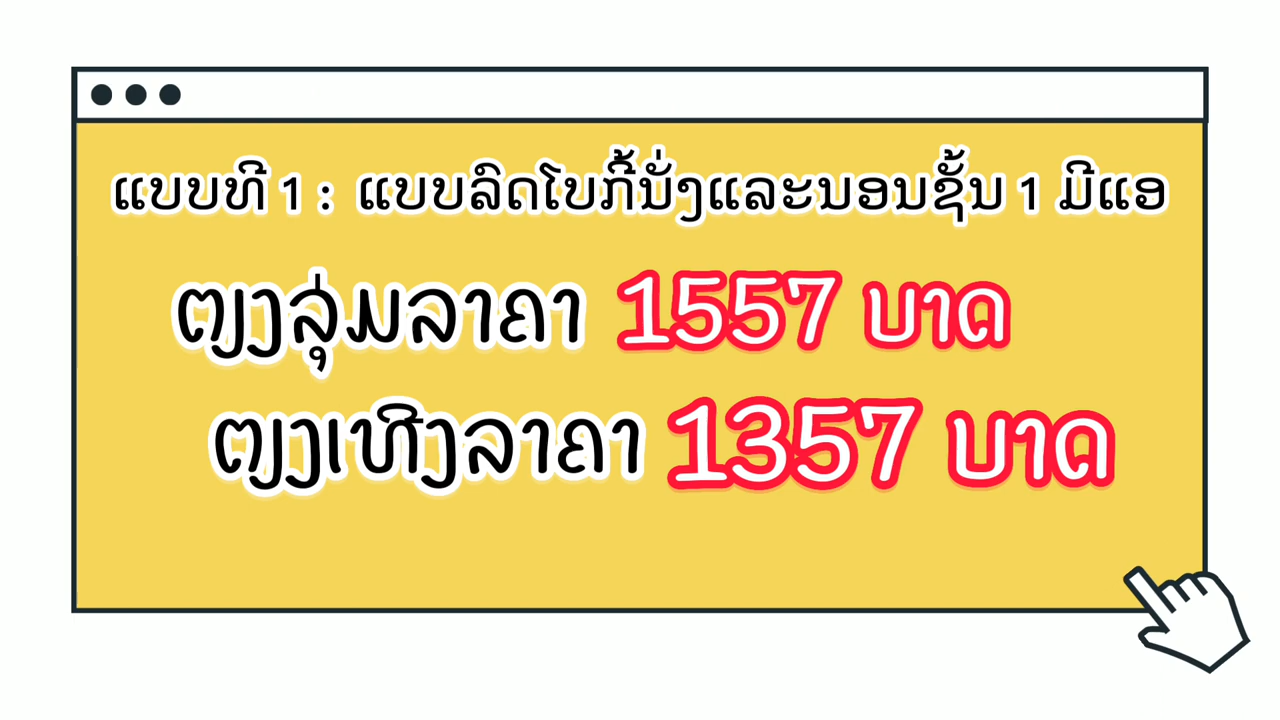 ແບບທີ 1 : ແບບລົດໂບກີ້ນັ່ງແລະນອນຊັ້ນ 1 ມີແອ
ຕຽງລຸ່ມລາຄາ 1557 ບາດ
ຕຽງເທີງລາຄາ 1357 ບາດ